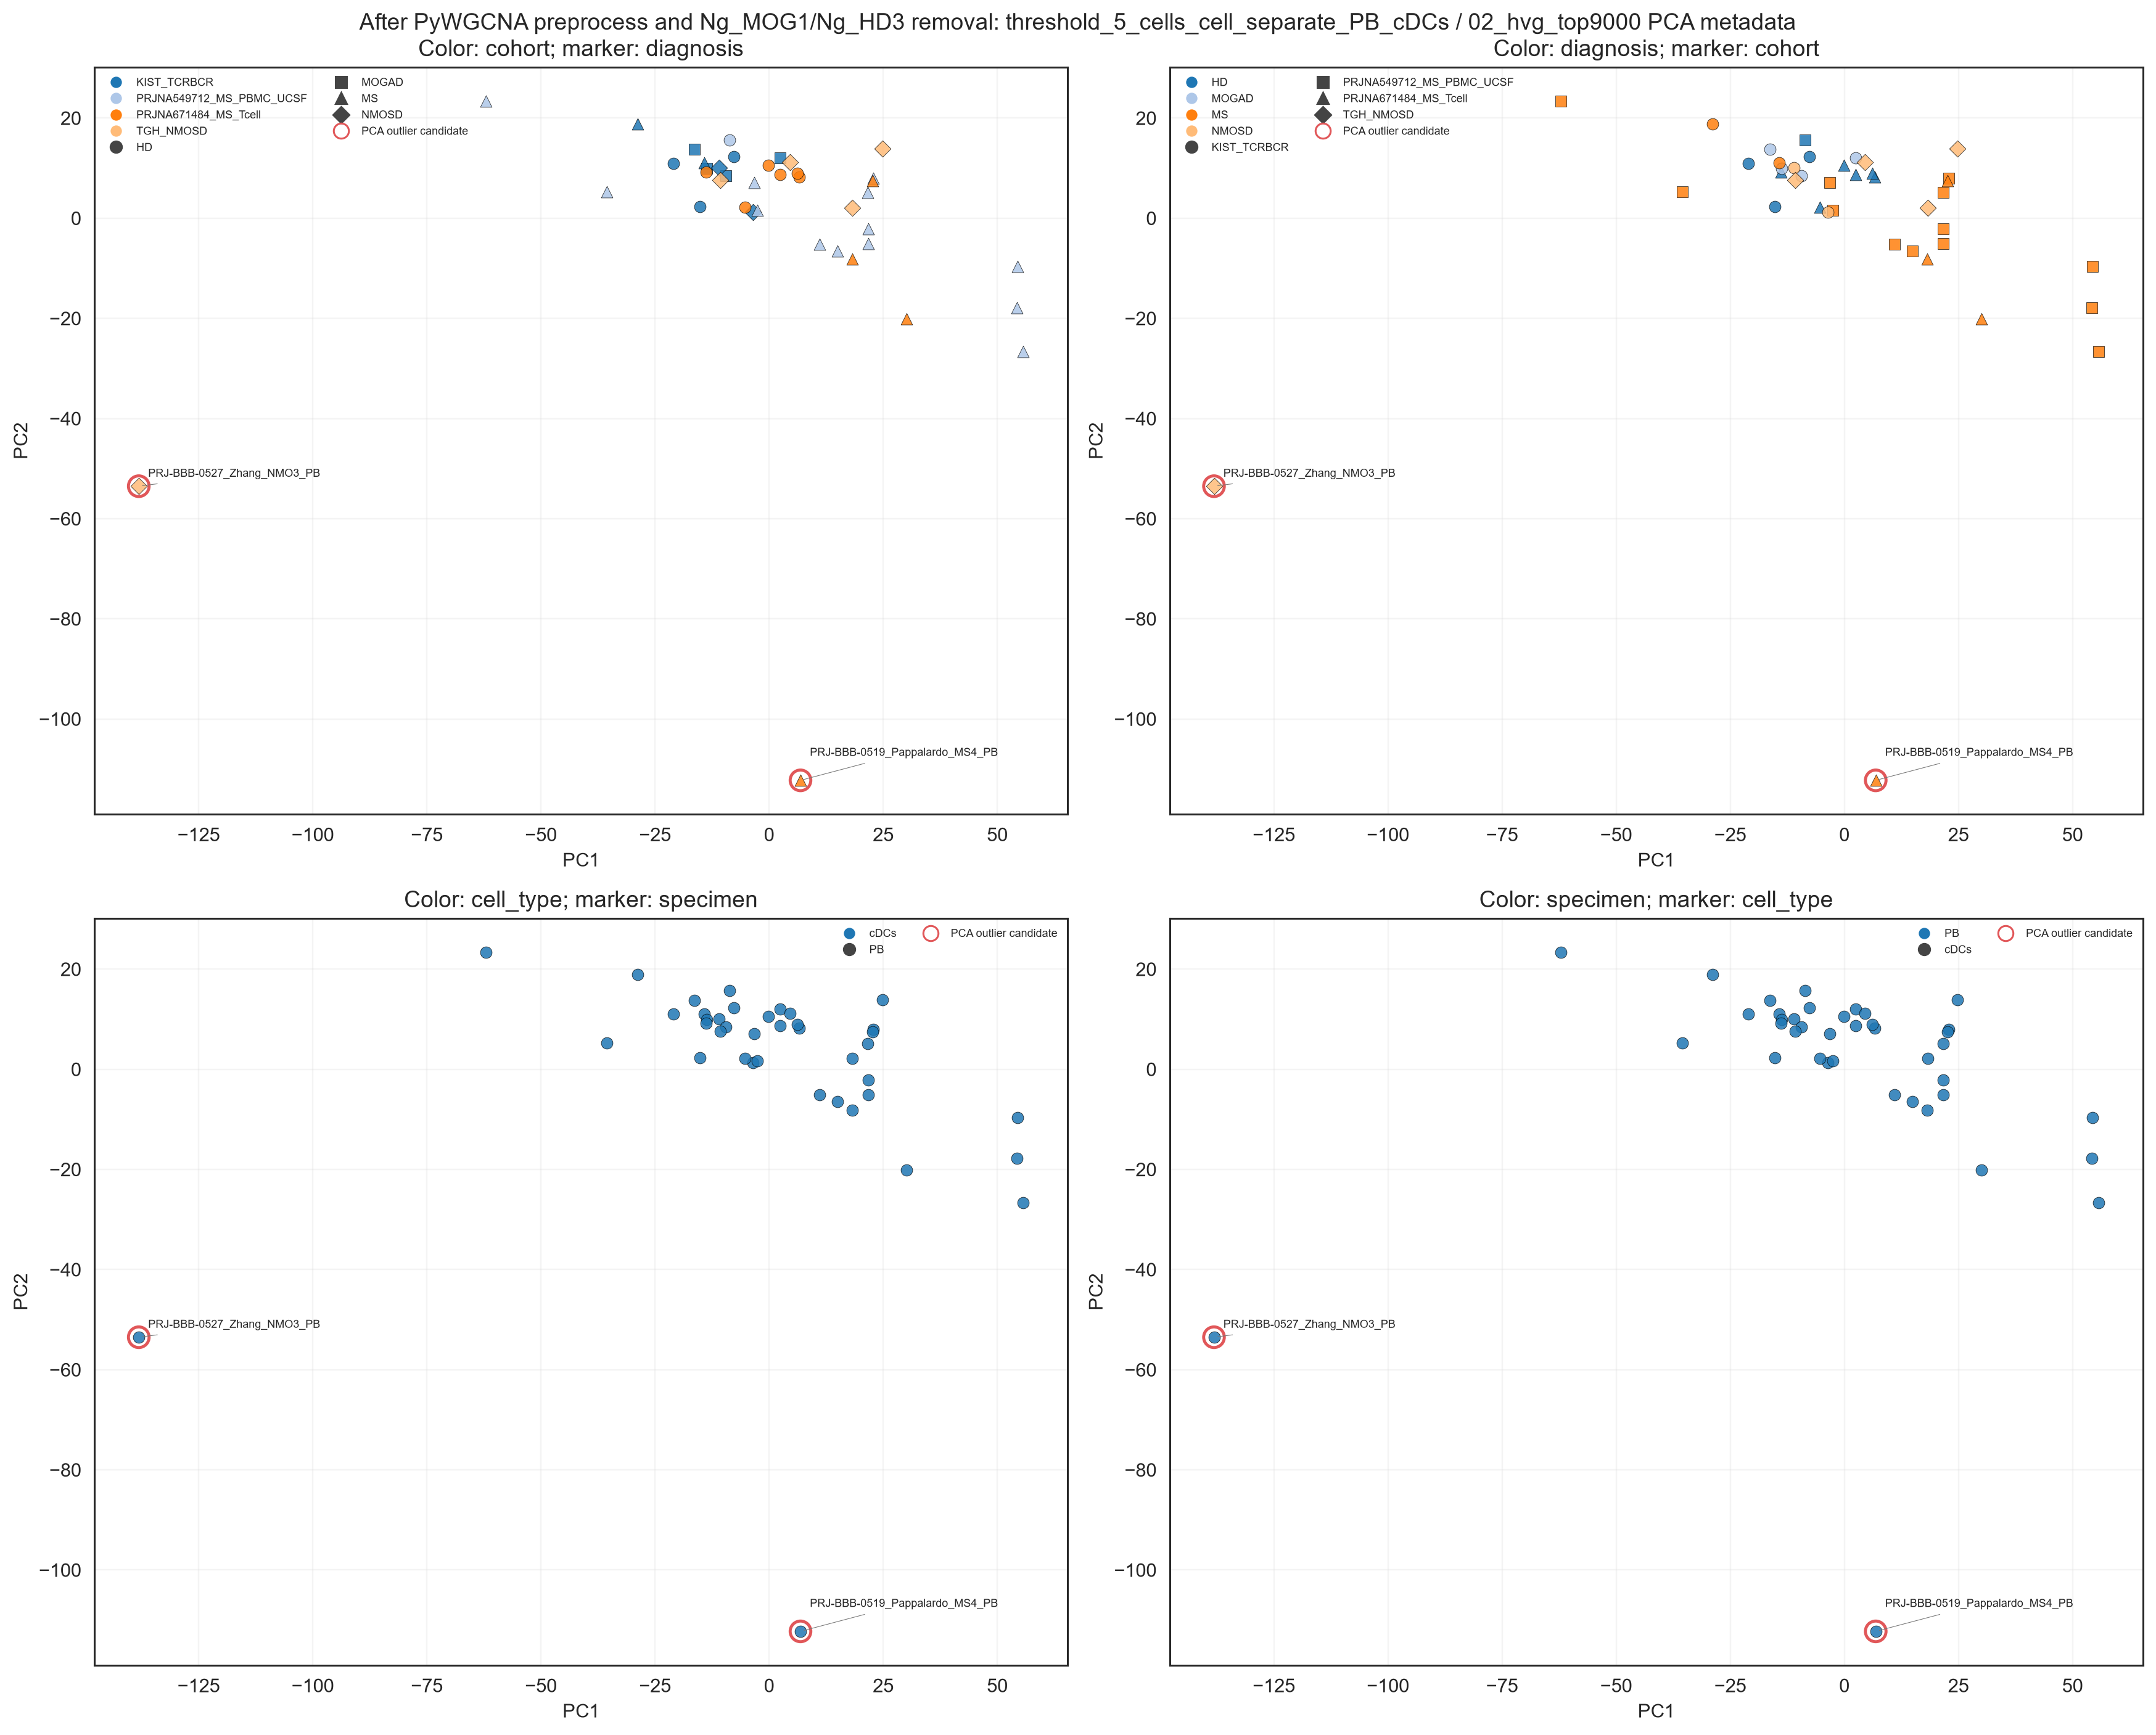 After PyWGCNA preprocess and Ng_MOG1/Ng_HD3 removal: threshold_5_cells_cell_separate_PB_cDCs / 02_hvg_top9000 PCA metadata
Color: cohort; marker: diagnosis
KIST_TCRBCR
PRJNA549712_MS_PBMC_UCSF
PRJNA671484_MS_Tcell
TGH_NMOSD
HD
MOGAD
MS
NMOSD
PCA outlier candidate
20
0
−20
−40
−60
−80
−100
PC2
PRJ-BBB-0527_Zhang_NMO3_PB
PRJ-BBB-0519_Pappalardo_MS4_PB
−125
−100
−75
−50
−25
0
25
50
PC1
Color: diagnosis; marker: cohort
HD
MOGAD
MS
NMOSD
KIST_TCRBCR
PRJNA549712_MS_PBMC_UCSF
PRJNA671484_MS_Tcell
TGH_NMOSD
PCA outlier candidate
20
0
−20
−40
−60
−80
−100
PC2
PRJ-BBB-0527_Zhang_NMO3_PB
PRJ-BBB-0519_Pappalardo_MS4_PB
−125
−100
−75
−50
−25
0
25
50
PC1
Color: cell_type; marker: specimen
cDCs
PB
PCA outlier candidate
20
0
−20
−40
−60
−80
−100
PC2
PRJ-BBB-0527_Zhang_NMO3_PB
PRJ-BBB-0519_Pappalardo_MS4_PB
−125
−100
−75
−50
−25
0
25
50
PC1
Color: specimen; marker: cell_type
PB
cDCs
PCA outlier candidate
20
0
−20
−40
−60
−80
−100
PC2
PRJ-BBB-0527_Zhang_NMO3_PB
PRJ-BBB-0519_Pappalardo_MS4_PB
−125
−100
−75
−50
−25
0
25
50
PC1